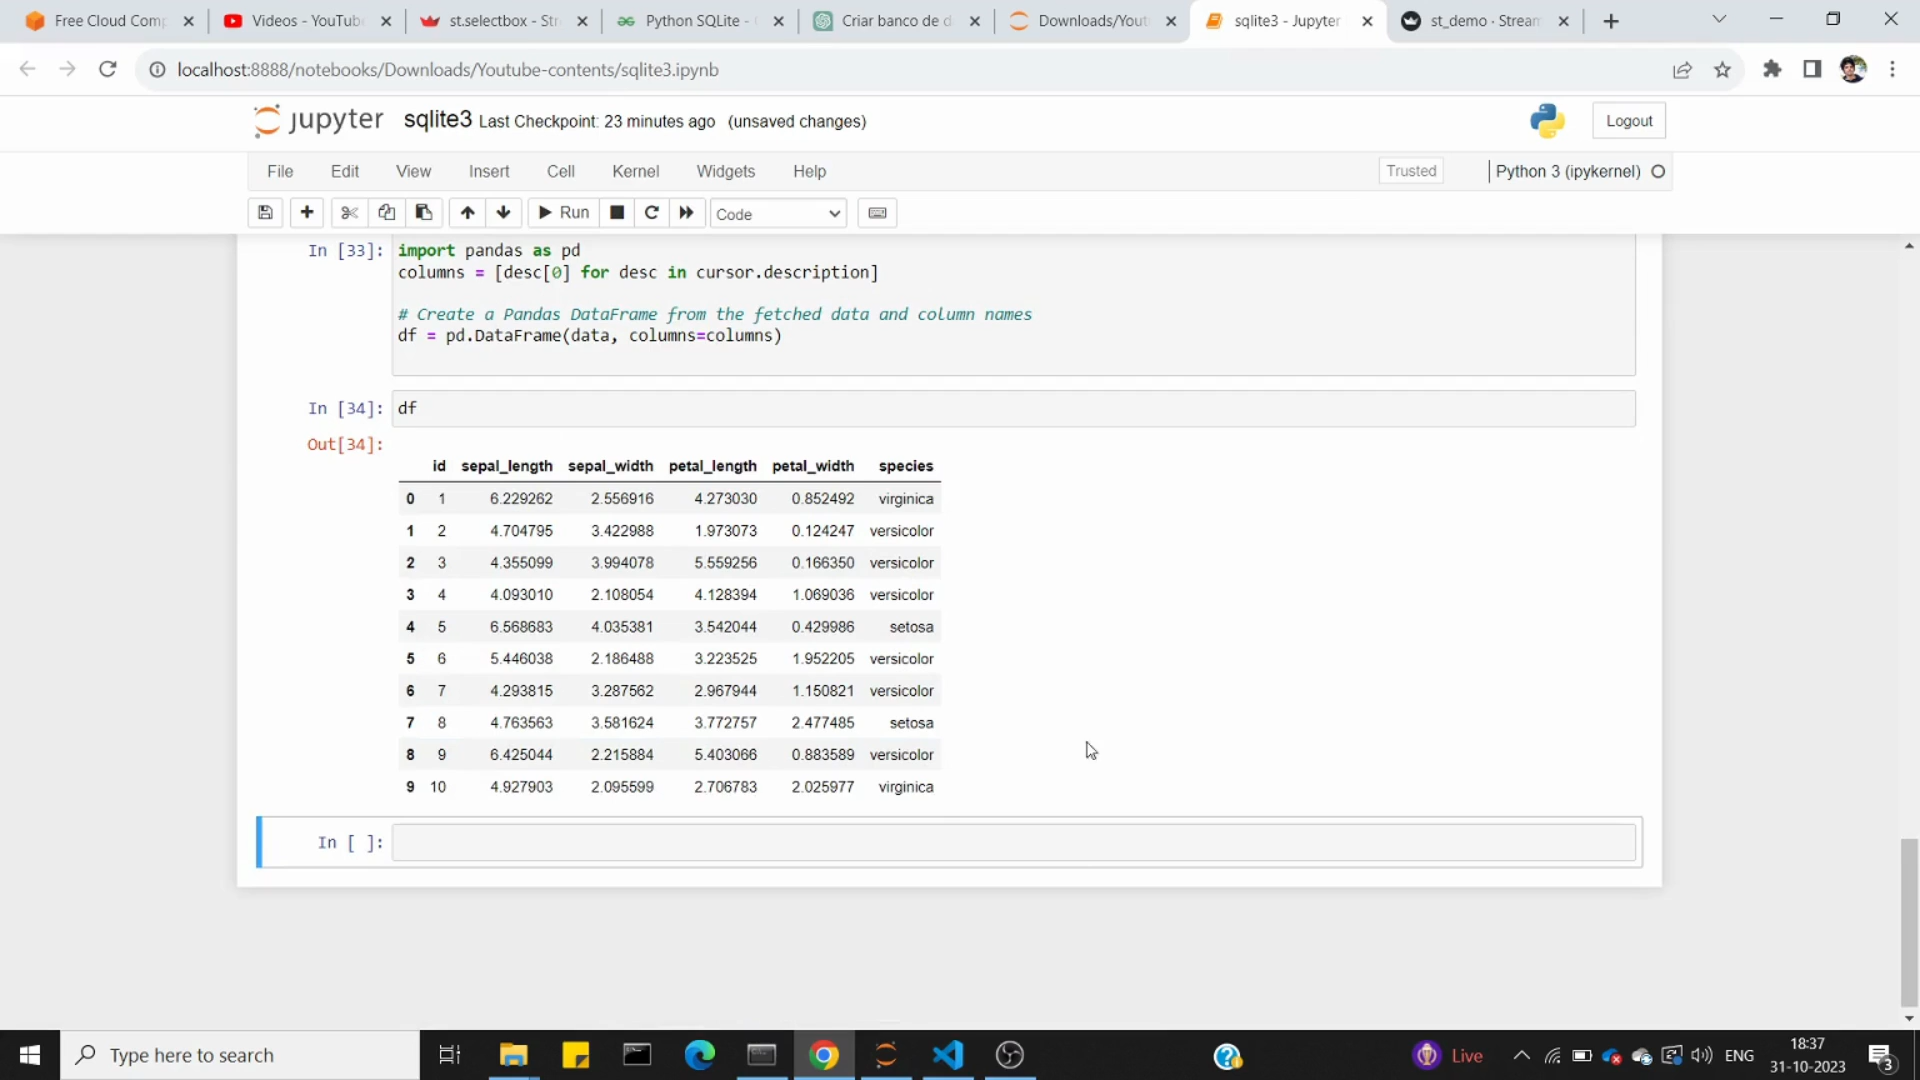 Free Cloud Comp
Videos - YouTube
st.selectbox - Str
Python SQLite -
Criar banco de d
Downloads/Yout
sqlite3 - Jupyter
st_demo · Stream
localhost:8888/notebooks/Downloads/Youtube-contents/sqlite3.ipynb
jupyter sqlite3 Last Checkpoint: 23 minutes ago (unsaved changes)
Logout
File Edit View Insert Cell Kernel Widgets Help
Trusted
Python 3 (ipykernel)
Run
Code
In [33]: import pandas as pd
columns = [desc[0] for desc in cursor.description]
# Create a Pandas DataFrame from the fetched data and column names
df = pd.DataFrame(data, columns=columns)
In [34]: df
Out[34]:
id sepal_length sepal_width petal_length petal_width species
0 1 6.229262 2.556916 4.273030 0.852492 virginica
1 2 4.704795 3.422988 1.973073 0.124247 versicolor
2 3 4.355099 3.994078 5.559256 0.166350 versicolor
3 4 4.093010 2.108054 4.128394 1.069036 versicolor
4 5 6.568683 4.035381 3.542044 0.429986 setosa
5 6 5.446038 2.186488 3.223525 1.952205 versicolor
6 7 4.293815 3.287562 2.967944 1.150821 versicolor
7 8 4.763563 3.581624 3.772757 2.477485 setosa
8 9 6.425044 2.215884 5.403066 0.883589 versicolor
9 10 4.927903 2.095599 2.706783 2.025977 virginica
In [ ]:
Type here to search
Live
ENG
18:37
31-10-2023
3